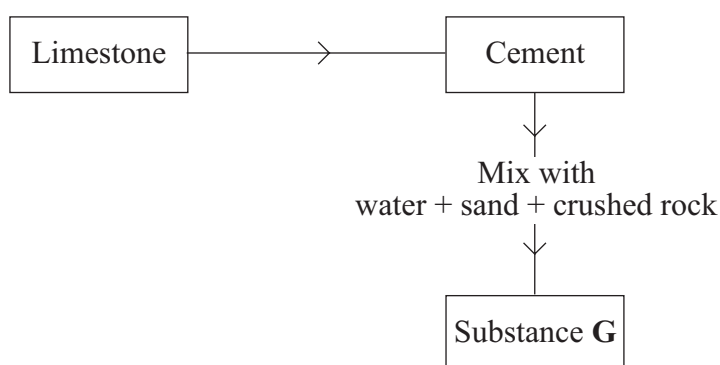 Limestone
Cement
Mix with
water + sand + crushed rock
Substance G